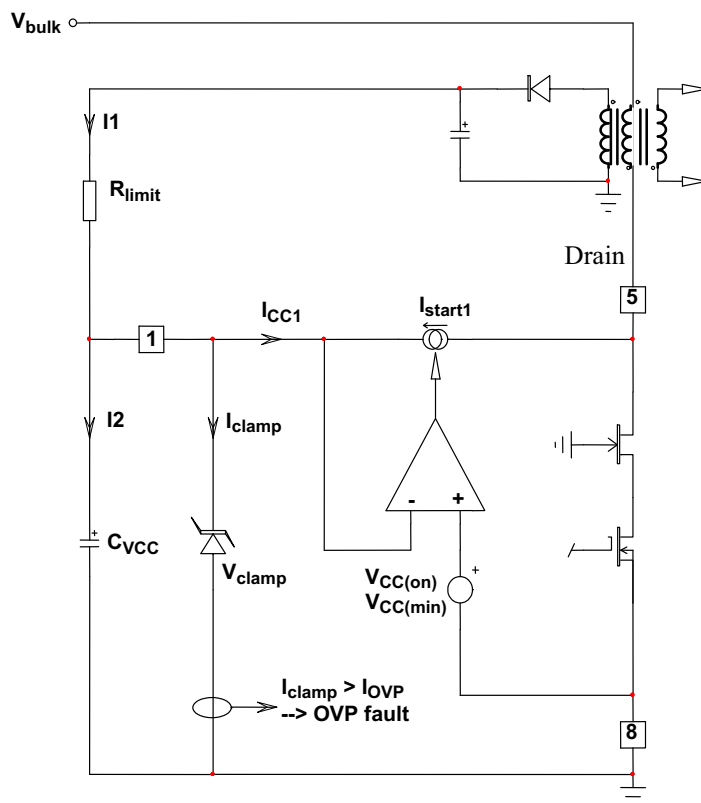 Vbulk
I1
Rlimit
Drain
5
ICC1
Istart1
1
I2
Iclamp
- +
CVCC
Vclamp
VCC(on)
VCC(min)
Iclamp > IOVP
--> OVP fault
8